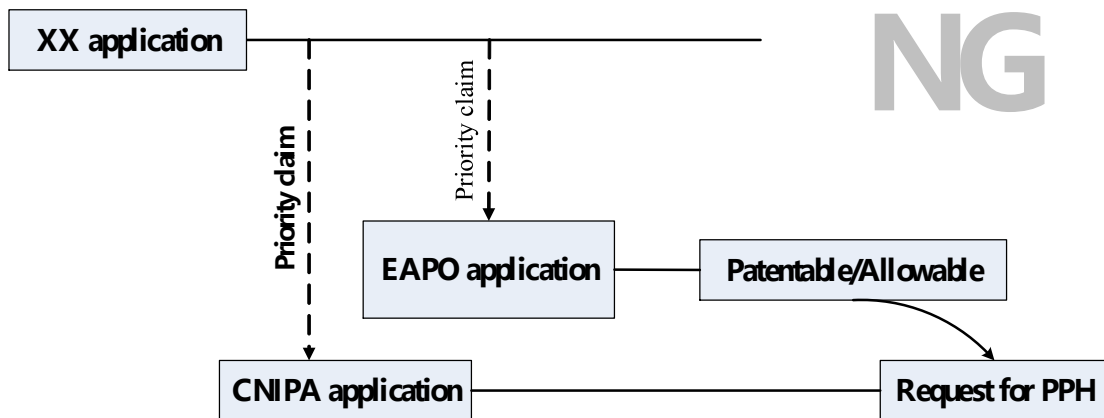 XX application
NG
Priority claim
Priority claim
EAPO application
Patentable/Allowable
CNIPA application
Request for PPH